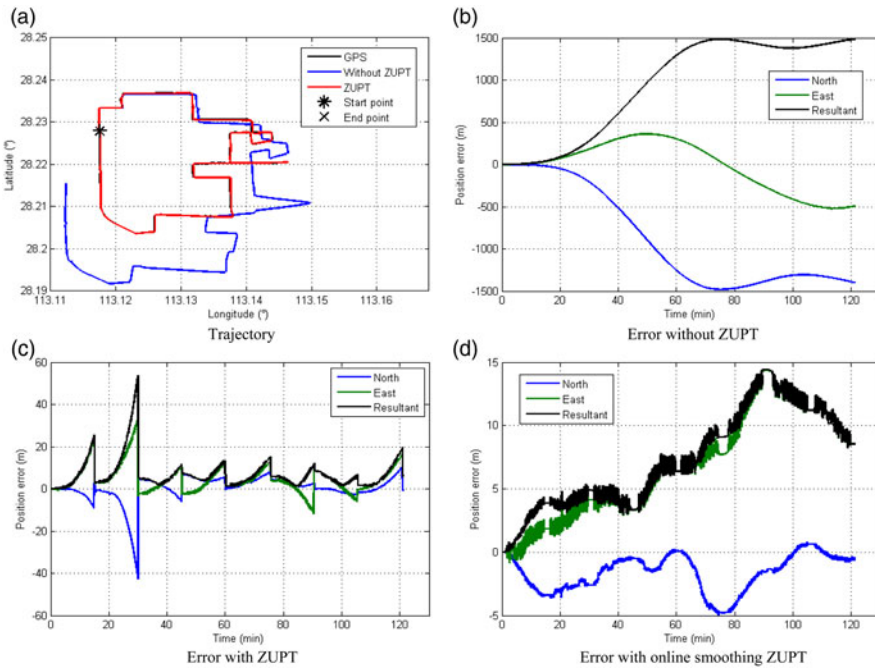 (a)
28.25
28.24
28.23
28.22
28.21
28.2
28.19
Latitude (°)
GPS
Without ZUPT
ZUPT
Start point
End point
113.11 113.12 113.13 113.14 113.15 113.16
Longitude (°)
Trajectory
(b)
1500
1000
500
0
-500
-1000
-1500
Position error (m)
North
East
Resultant
0 20 40 60 80 100 120
Time (min)
Error without ZUPT
(c)
60
40
20
0
-20
-40
-60
Position error (m)
North
East
Resultant
0 20 40 60 80 100 120
Time (min)
Error with ZUPT
(d)
15
10
5
0
-5
Position error (m)
North
East
Resultant
0 20 40 60 80 100 120
Time (min)
Error with online smoothing ZUPT